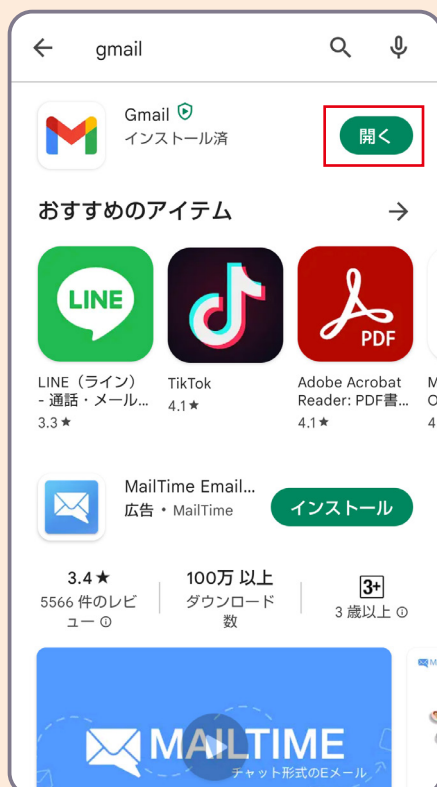 gmail
Gmail
インストール済
開く
おすすめのアイテム
LINE
PDF
LINE（ライン）
- 通話・メール...
3.3★
TikTok
4.1★
Adobe Acrobat
Reader: PDF書...
4.1★
M
O
4
MailTime Email...
広告・MailTime
インストール
3.4★
5566 件のレビ
ュー
100万 以上
ダウンロード
数
3+
3 歳以上
MAILTIME
チャット形式のEメール
M